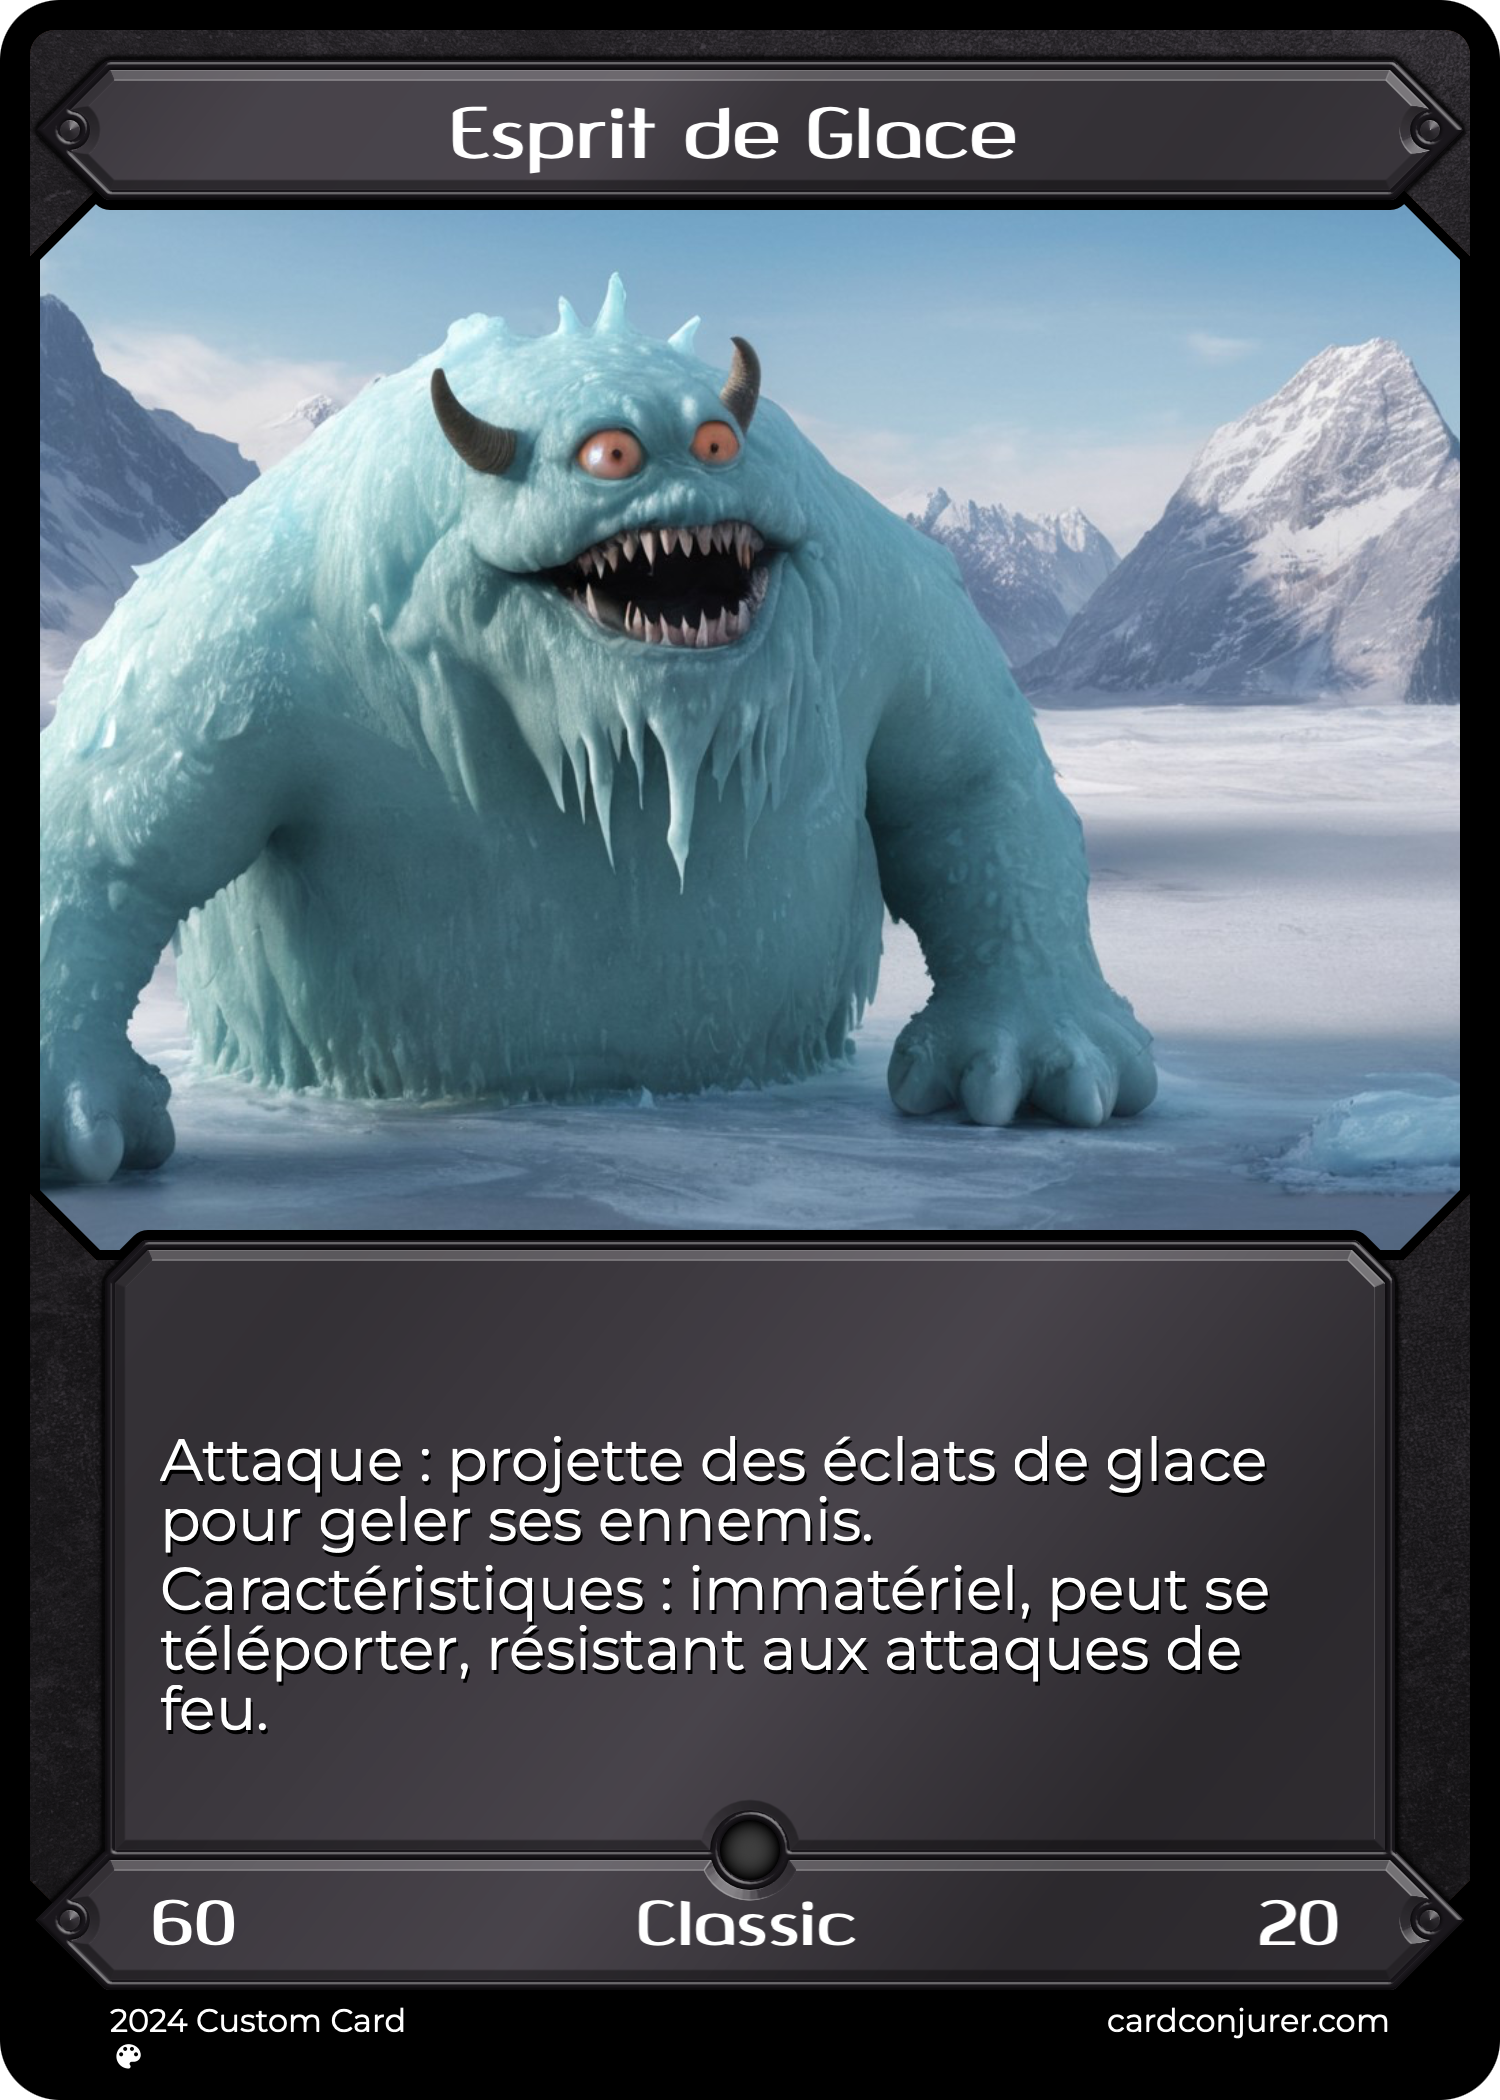 Esprit de Glace
Attaque : projette des éclats de glace
pour geler ses ennemis.
Caractéristiques : immatériel, peut se
téléporter, résistant aux attaques de
feu.
60 Classic 20
2024 Custom Card cardconjurer.com